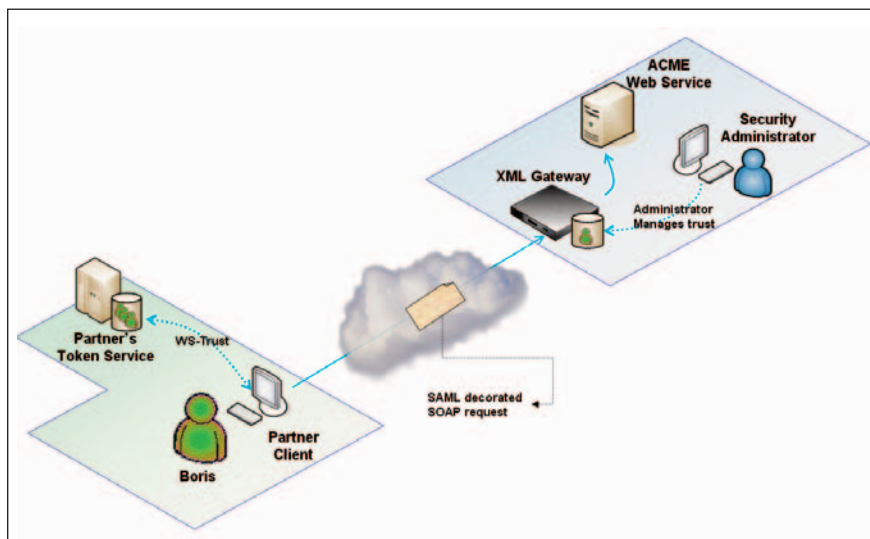 ACME
Web Service
Security
Administrator
XML Gateway
Administrator
Manages trust
Partner's
Token Service
WS-Trust
SAML decorated
SOAP request
Partner
Client
Boris